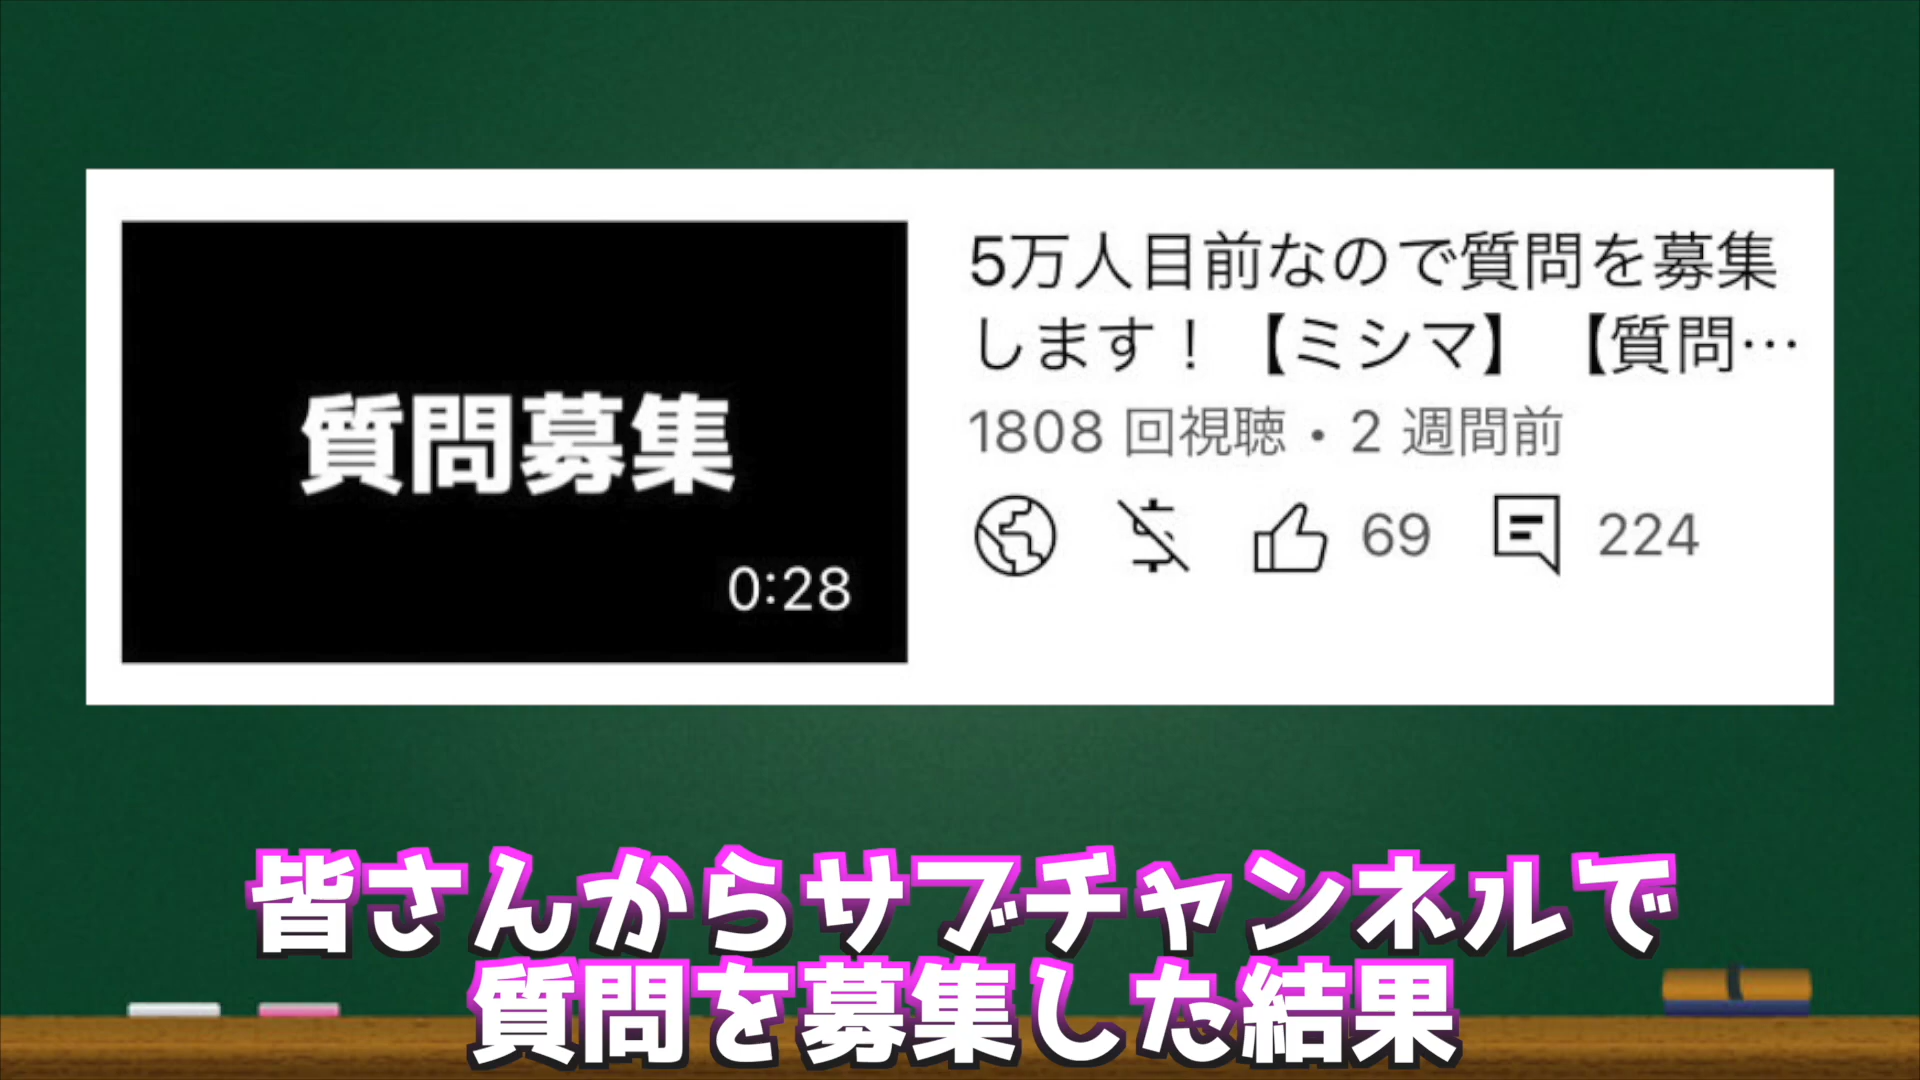 質問募集
0:28
5万人目前なので質問を募集
します！【ミシマ】【質問…
1808 回視聴・2 週間前
69
224
皆さんからサブチャンネルで
質問を募集した結果